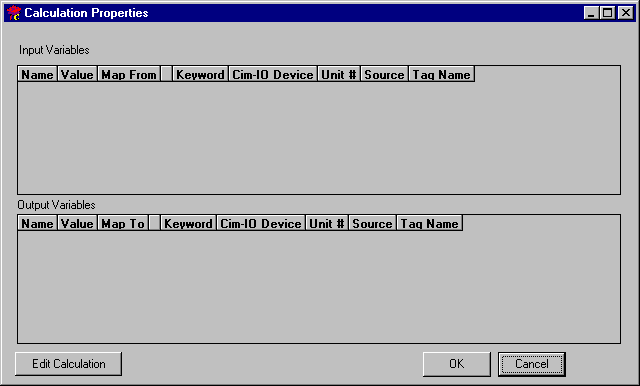 Calculation Properties
Input Variables
Name Value Map From Keyword Cim-IO Device Unit # Source Tag Name
Output Variables
Name Value Map To Keyword Cim-IO Device Unit # Source Tag Name
Edit Calculation OK Cancel